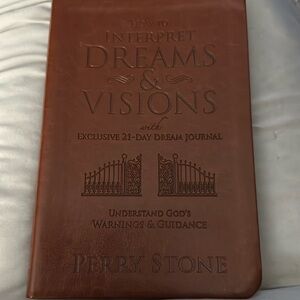 How to
INTERPRET
DREAMS
&
VISIONS
with
EXCLUSIVE 21-DAY DREAM JOURNAL
UNDERSTAND GOD'S
WARNINGS & GUIDANCE
PERRY STONE